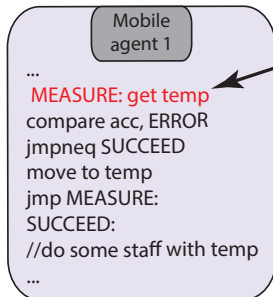 Mobile
agent 1
...
MEASURE: get temp
compare acc, ERROR
jmpneq SUCCEED
move to temp
jmp MEASURE:
SUCCEED:
//do some staff with temp
...